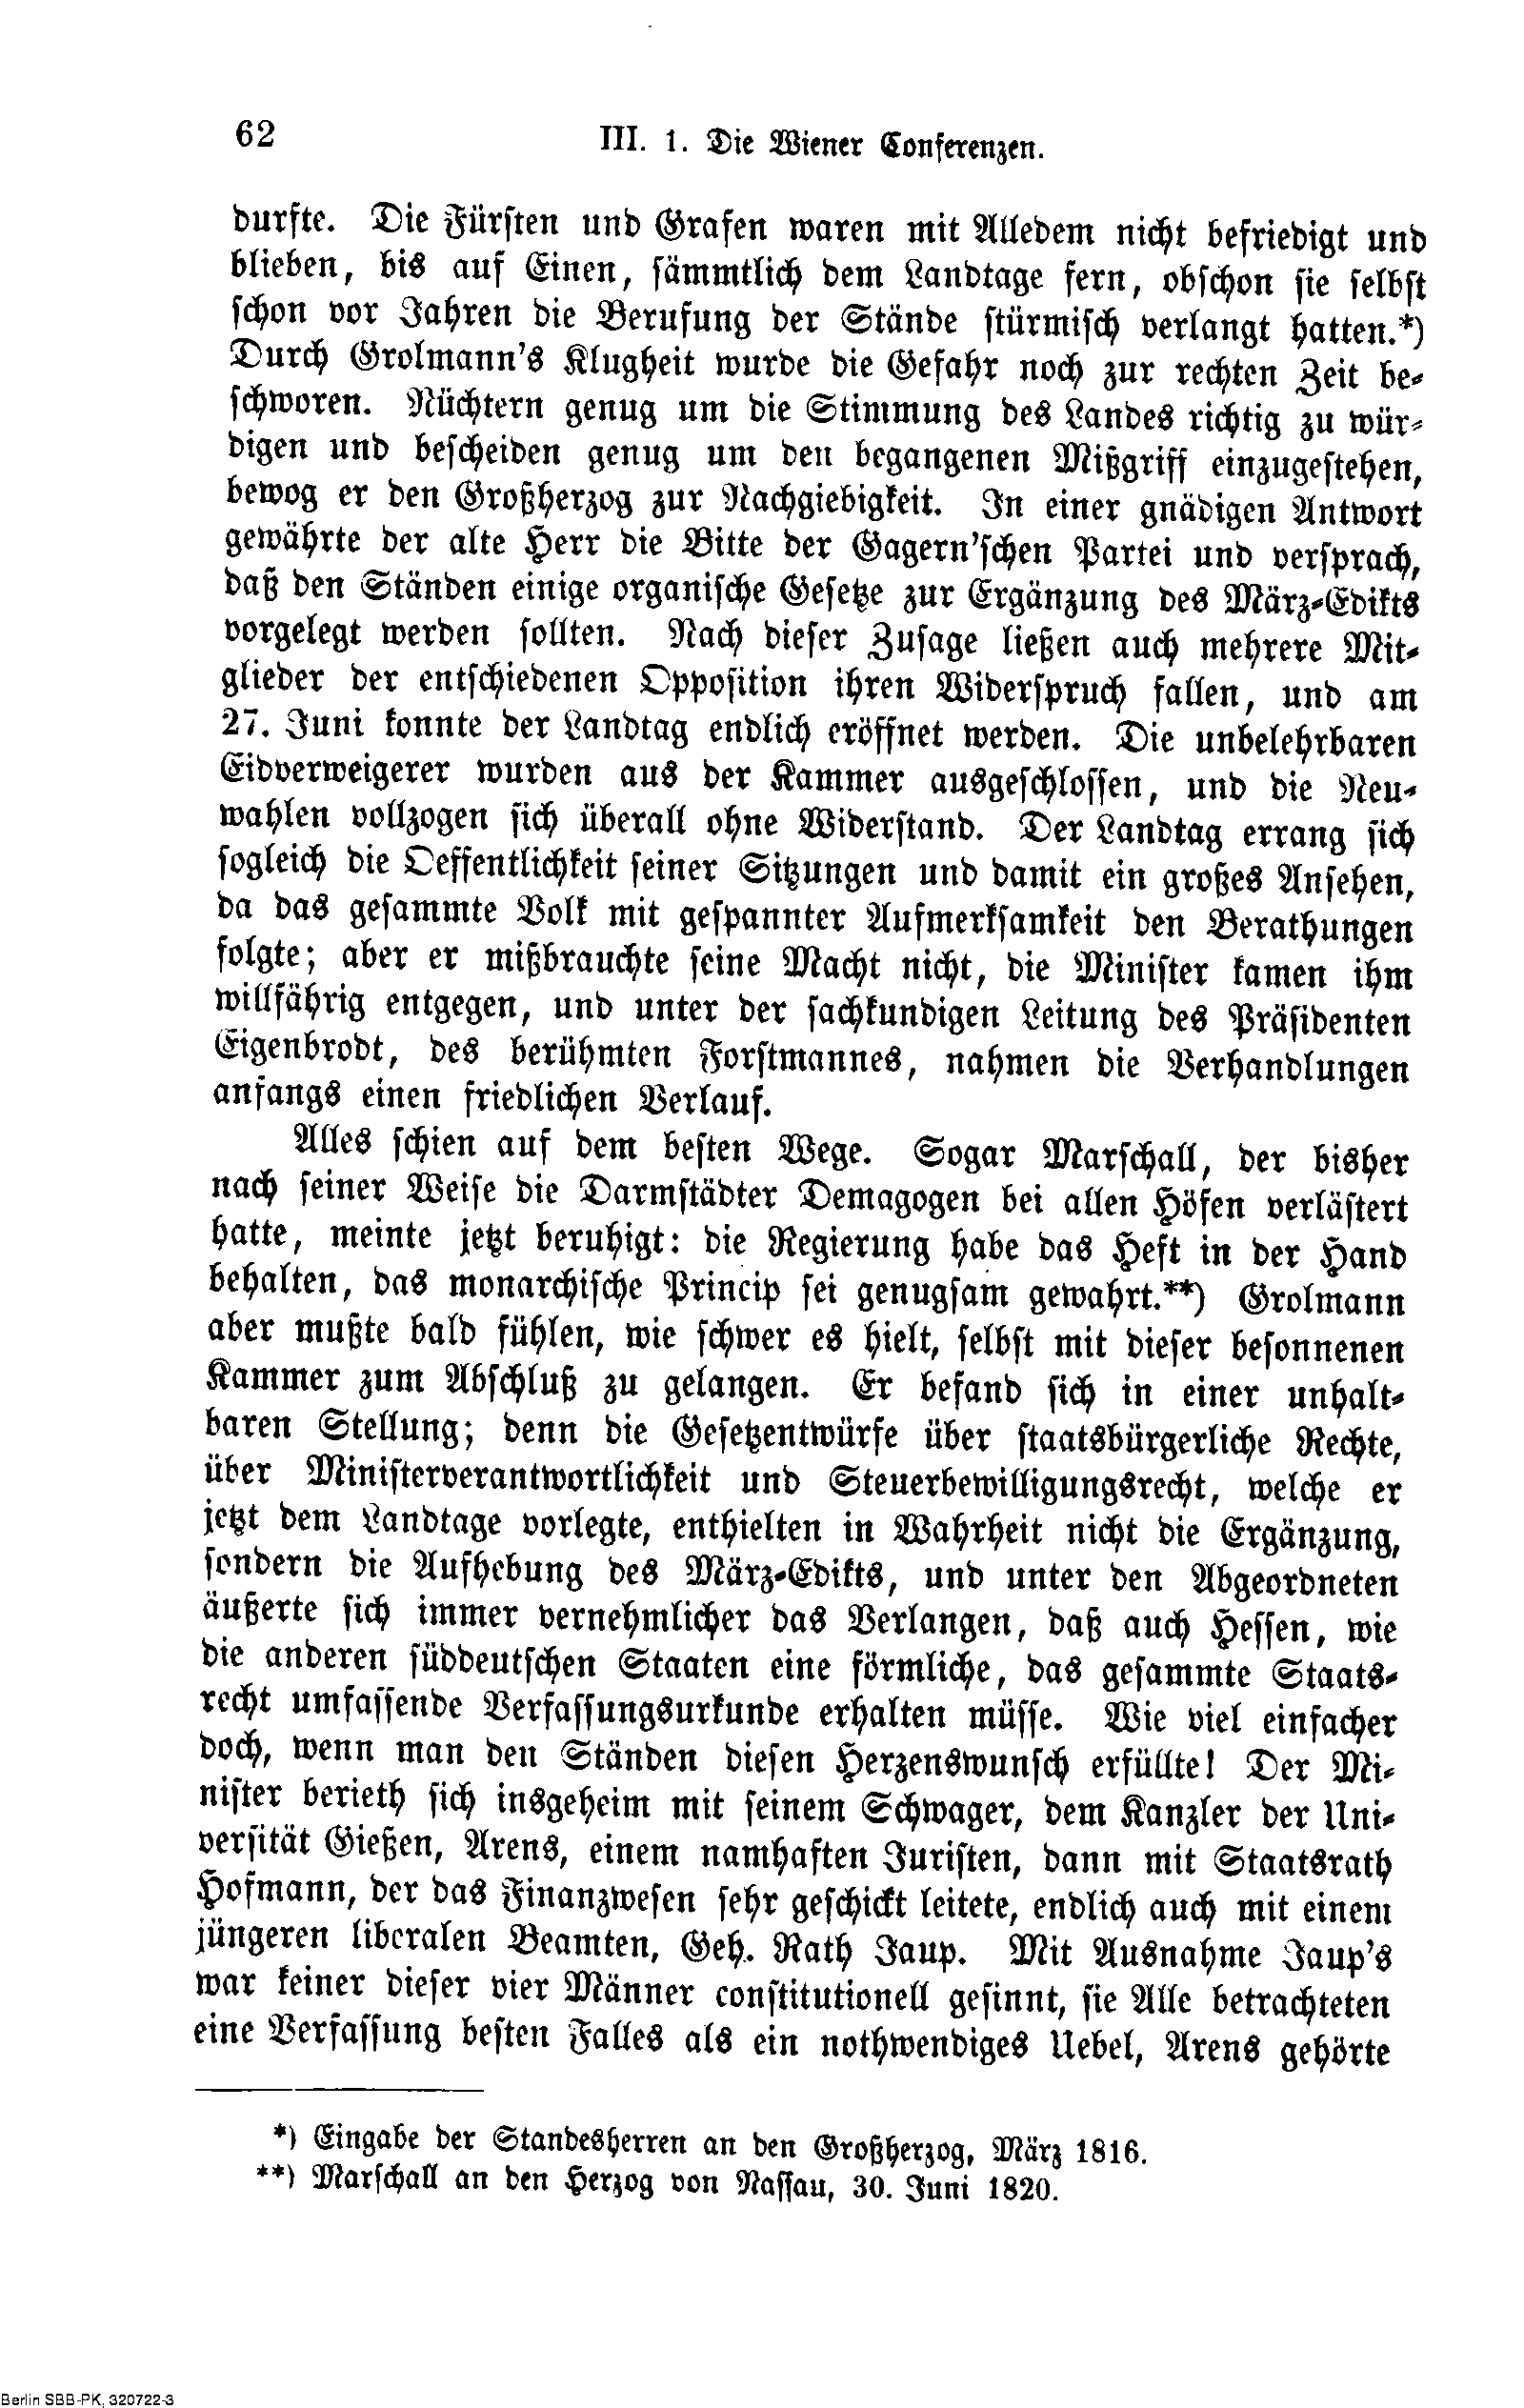 62
III. 1. Die Wiener Conferenzen.
durfte. Die Fürsten und Grafen waren mit Alledem nicht befriedigt und
blieben, bis auf Einen, sämmtlich dem Landtage fern, obschon sie selbst
schon vor Jahren die Berufung der Stände stürmisch verlangt hatten.*)
Durch Grolmann's Klugheit wurde die Gefahr noch zur rechten Zeit be-
schworen. Nüchtern genug um die Stimmung des Landes richtig zu wür-
digen und bescheiden genug um den begangenen Mißgriff einzugestehen,
bewog er den Großherzog zur Nachgiebigkeit. In einer gnädigen Antwort
gewährte der alte Herr die Bitte der Gagern'schen Partei und versprach,
daß den Ständen einige organische Gesetze zur Ergänzung des März-Edikts
vorgelegt werden sollten. Nach dieser Zusage ließen auch mehrere Mit-
glieder der entschiedenen Opposition ihren Widerspruch fallen, und am
27. Juni konnte der Landtag endlich eröffnet werden. Die unbelehrbaren
Eidverweigerer wurden aus der Kammer ausgeschlossen, und die Neu-
wahlen vollzogen sich überall ohne Widerstand. Der Landtag errang sich
sogleich die Oeffentlichkeit seiner Sitzungen und damit ein großes Ansehen,
da das gesammte Volk mit gespannter Aufmerksamkeit den Berathungen
folgte; aber er mißbrauchte seine Macht nicht, die Minister kamen ihm
willfährig entgegen, und unter der sachkundigen Leitung des Präsidenten
Eigenbrodt, des berühmten Forstmannes, nahmen die Verhandlungen
anfangs einen friedlichen Verlauf.
Alles schien auf dem besten Wege. Sogar Marschall, der bisher
nach seiner Weise die Darmstädter Demagogen bei allen Höfen verlästert
hatte, meinte jetzt beruhigt: die Regierung habe das Heft in der Hand
behalten, das monarchische Princip sei genugsam gewahrt.**) Grolmann
aber mußte bald fühlen, wie schwer es hielt, selbst mit dieser besonnenen
Kammer zum Abschluß zu gelangen. Er befand sich in einer unhalt-
baren Stellung; denn die Gesetzentwürfe über staatsbürgerliche Rechte,
über Ministerverantwortlichkeit und Steuerbewilligungsrecht, welche er
jetzt dem Landtage vorlegte, enthielten in Wahrheit nicht die Ergänzung,
sondern die Aufhebung des März-Edikts, und unter den Abgeordneten
äußerte sich immer vernehmlicher das Verlangen, daß auch Hessen, wie
die anderen süddeutschen Staaten eine förmliche, das gesammte Staats-
recht umfassende Verfassungsurkunde erhalten müsse. Wie viel einfacher
doch, wenn man den Ständen diesen Herzenswunsch erfüllte! Der Mi-
nister berieth sich insgeheim mit seinem Schwager, dem Kanzler der Uni-
versität Gießen, Arens, einem namhaften Juristen, dann mit Staatsrath
Hofmann, der das Finanzwesen sehr geschickt leitete, endlich auch mit einem
jüngeren liberalen Beamten, Geh. Rath Jaup. Mit Ausnahme Jaup's
war keiner dieser vier Männer constitutionell gesinnt, sie Alle betrachteten
eine Verfassung besten Falles als ein nothwendiges Uebel, Arens gehörte
*) Eingabe der Standesherren an den Großherzog, März 1816.
**) Marschall an den Herzog von Nassau, 30. Juni 1820.
Berlin SBB-PK, 320722-3